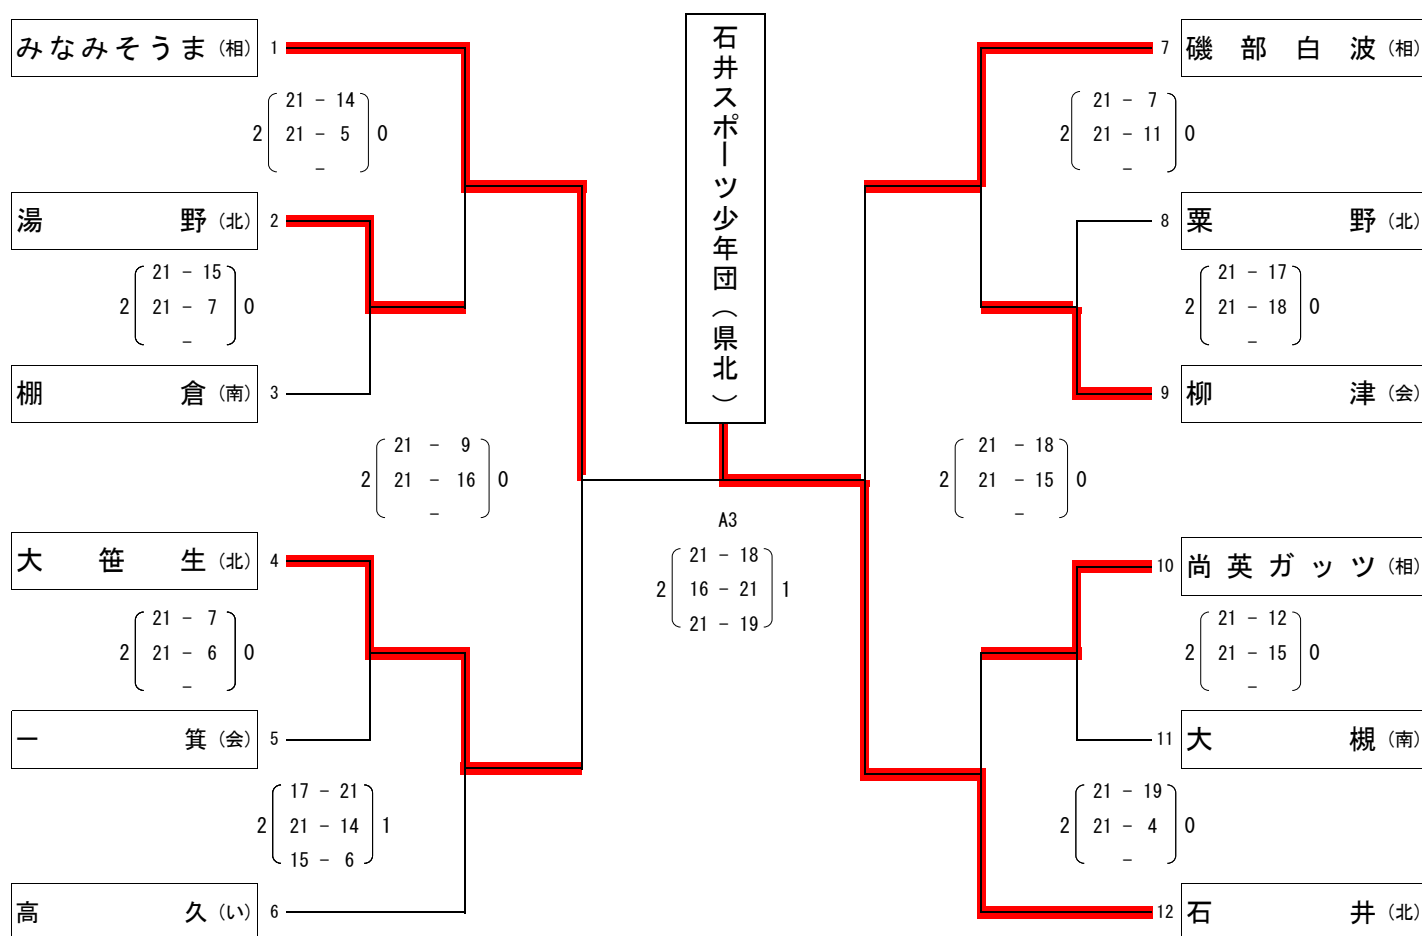 みなみそうま（相） 1
21 - 14
2 21 - 5 0
-
湯野（北） 2
21 - 15
2 21 - 7 0
-
棚倉（南） 3
21 - 9
2 21 - 16 0
-
大笹生（北） 4
21 - 7
2 21 - 6 0
-
一箕（会） 5
17 - 21
2 21 - 14 1
15 - 6
高久（い） 6
石井スポーツ少年団（県北）
A3
21 - 18
2 16 - 21 1
21 - 19
7 磯部白波（相）
21 - 7
2 21 - 11 0
-
8 粟野（北）
21 - 17
2 21 - 18 0
-
9 柳津（会）
21 - 18
2 21 - 15 0
-
10 尚英ガッツ（相）
21 - 12
2 21 - 15 0
-
11 大槻（南）
21 - 19
2 21 - 4 0
-
12 石井（北）